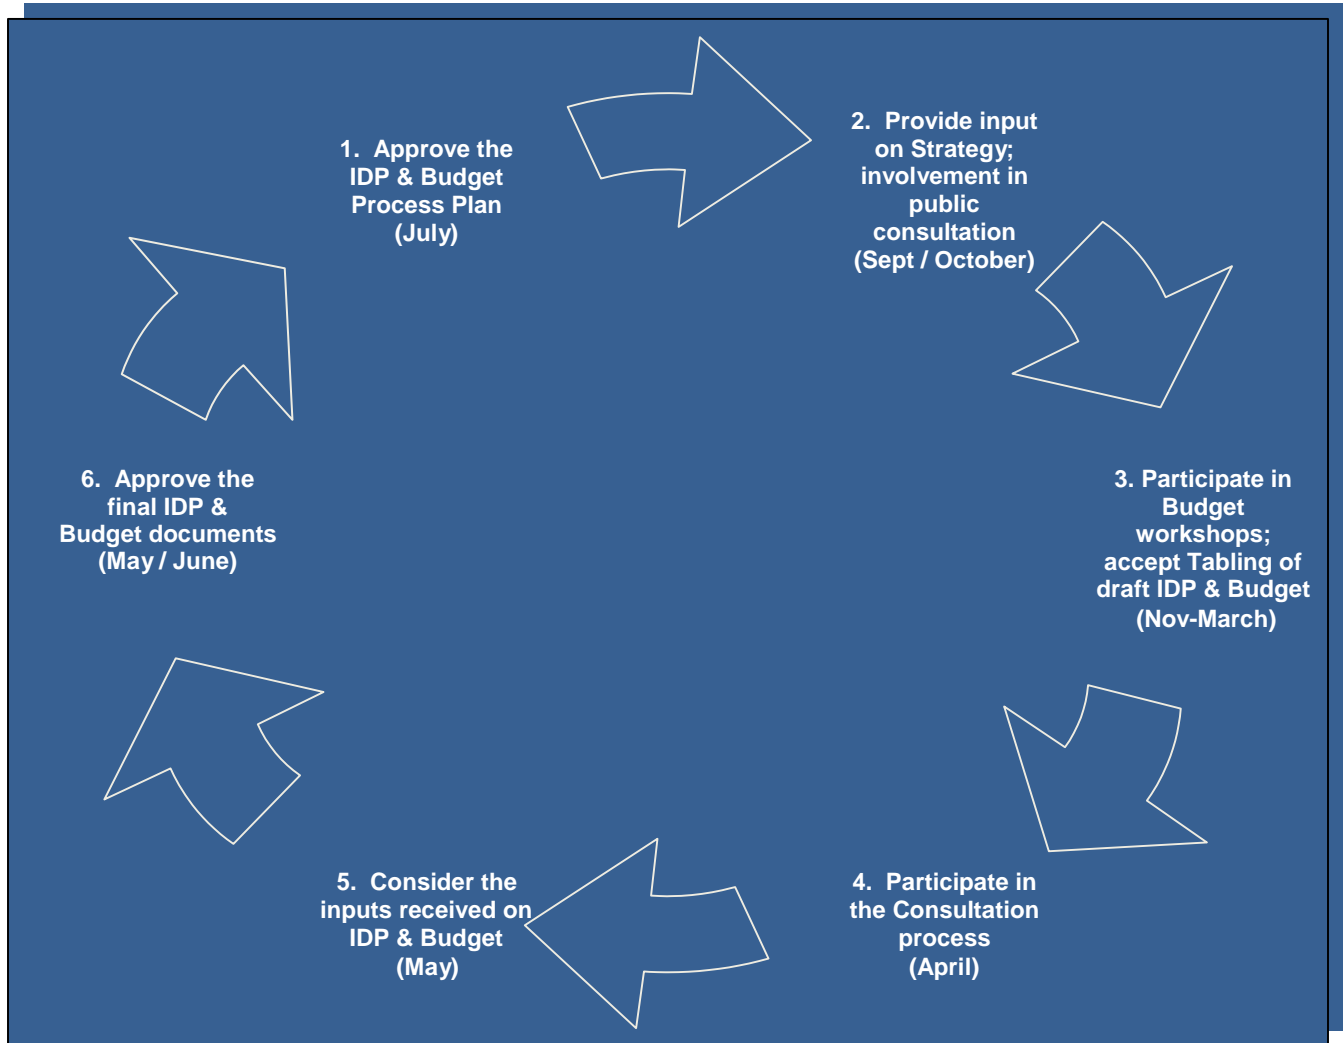 1. Approve the
IDP & Budget
Process Plan
(July)
2. Provide input
on Strategy;
involvement in
public
consultation
(Sept / October)
3. Participate in
Budget
workshops;
accept Tabling of
draft IDP & Budget
(Nov-March)
4. Participate in
the Consultation
process
(April)
5. Consider the
inputs received on
IDP & Budget
(May)
6. Approve the
final IDP &
Budget documents
(May / June)